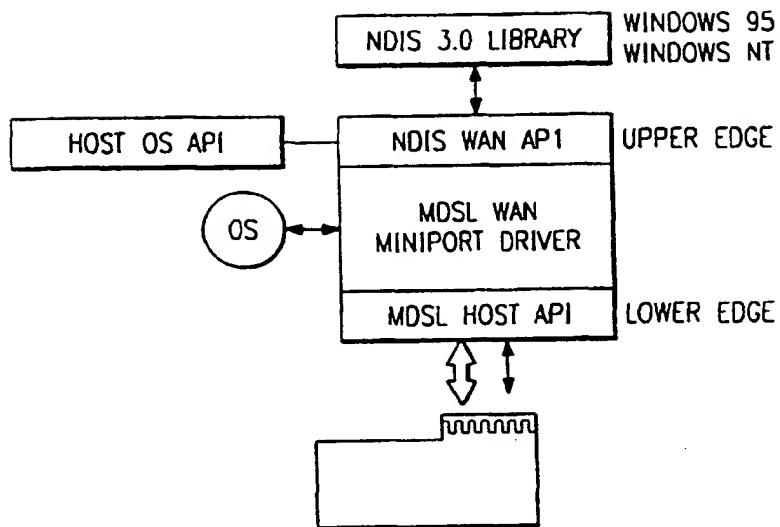 NDIS 3.0 LIBRARY
WINDOWS 95
WINDOWS NT
HOST OS API
NDIS WAN AP1
UPPER EDGE
OS
MDSL WAN
MINIPORT DRIVER
MDSL HOST API
LOWER EDGE